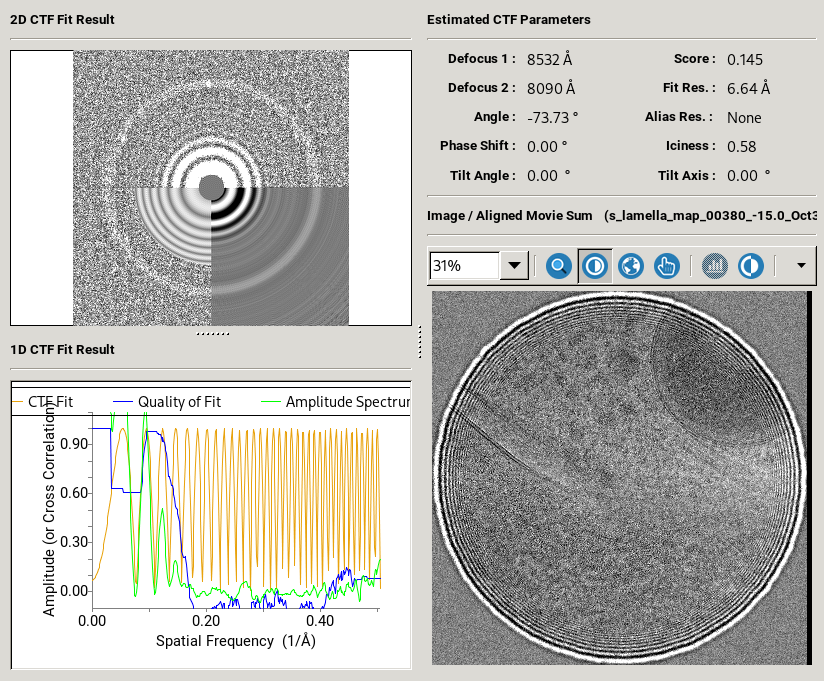 2D CTF Fit Result
Estimated CTF Parameters
Defocus 1 : 8532 Å Score : 0.145
Defocus 2 : 8090 Å Fit Res. : 6.64 Å
Angle : -73.73 ° Alias Res. : None
Phase Shift : 0.00 ° Iciness : 0.58
Tilt Angle : 0.00 ° Tilt Axis : 0.00 °
Image / Aligned Movie Sum (s_lamella_map_00380_-15.0_Oct3
31%
1D CTF Fit Result
CTF Fit Quality of Fit Amplitude Spectrum
Amplitude (or Cross Correlation)
0.90
0.60
0.30
0.00
0.00 0.20 0.40
Spatial Frequency (1/Å)